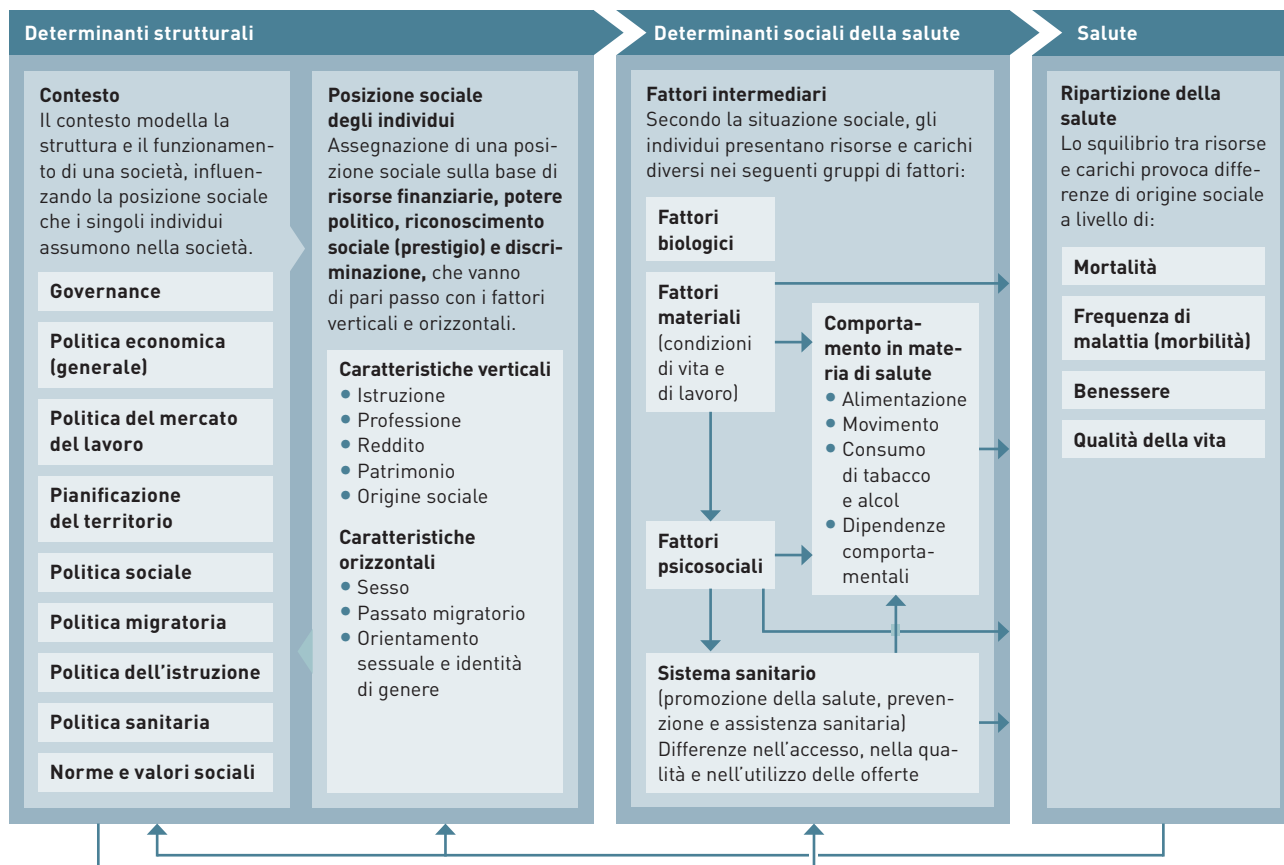 Determinanti strutturali
Determinanti sociali della salute
Salute
Contesto
Il contesto modella la
struttura e il funzionamen-
to di una società, influen-
zando la posizione sociale
che i singoli individui
assumono nella società.
Governance
Politica economica
(generale)
Politica del mercato
del lavoro
Pianificazione
del territorio
Politica sociale
Politica migratoria
Politica dell'istruzione
Politica sanitaria
Norme e valori sociali
Posizione sociale
degli individui
Assegnazione di una posi-
zione sociale sulla base di
risorse finanziarie, potere
politico, riconoscimento
sociale (prestigio) e discri-
minazione, che vanno
di pari passo con i fattori
verticali e orizzontali.
Caratteristiche verticali
• Istruzione
• Professione
• Reddito
• Patrimonio
• Origine sociale
Caratteristiche
orizzontali
• Sesso
• Passato migratorio
• Orientamento
sessuale e identità
di genere
Fattori intermediari
Secondo la situazione sociale, gli
individui presentano risorse e carichi
diversi nei seguenti gruppi di fattori:
Fattori
biologici
Fattori
materiali
(condizioni
di vita e
di lavoro)
Fattori
psicosociali
Comporta-
mento in mate-
ria di salute
• Alimentazione
• Movimento
• Consumo
di tabacco
e alcol
• Dipendenze
comporta-
mentali
Sistema sanitario
(promozione della salute, preven-
zione e assistenza sanitaria)
Differenze nell'accesso, nella qua-
lità e nell'utilizzo delle offerte
Ripartizione della
salute
Lo squilibrio tra risorse
e carichi provoca diffe-
renze di origine sociale
a livello di:
Mortalità
Frequenza di
malattia (morbilità)
Benessere
Qualità della vita